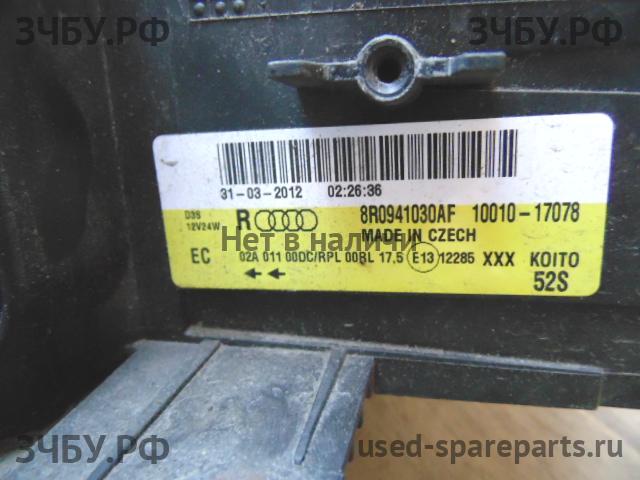 ЗЧБУ.РФ ЗЧБУ.РФ
31-03-2012 02:26:36
D3S
12V24W
R 8R0941030AF 10010-17078
Нет в наличии
MADE IN CZECH
EC 02A 011 00DC/RPL 00BL 17,5 E13 12285 XXX KOITO
52S
ЗЧБУ.РФ ЗЧБУ.РФ
used-spareparts.ru